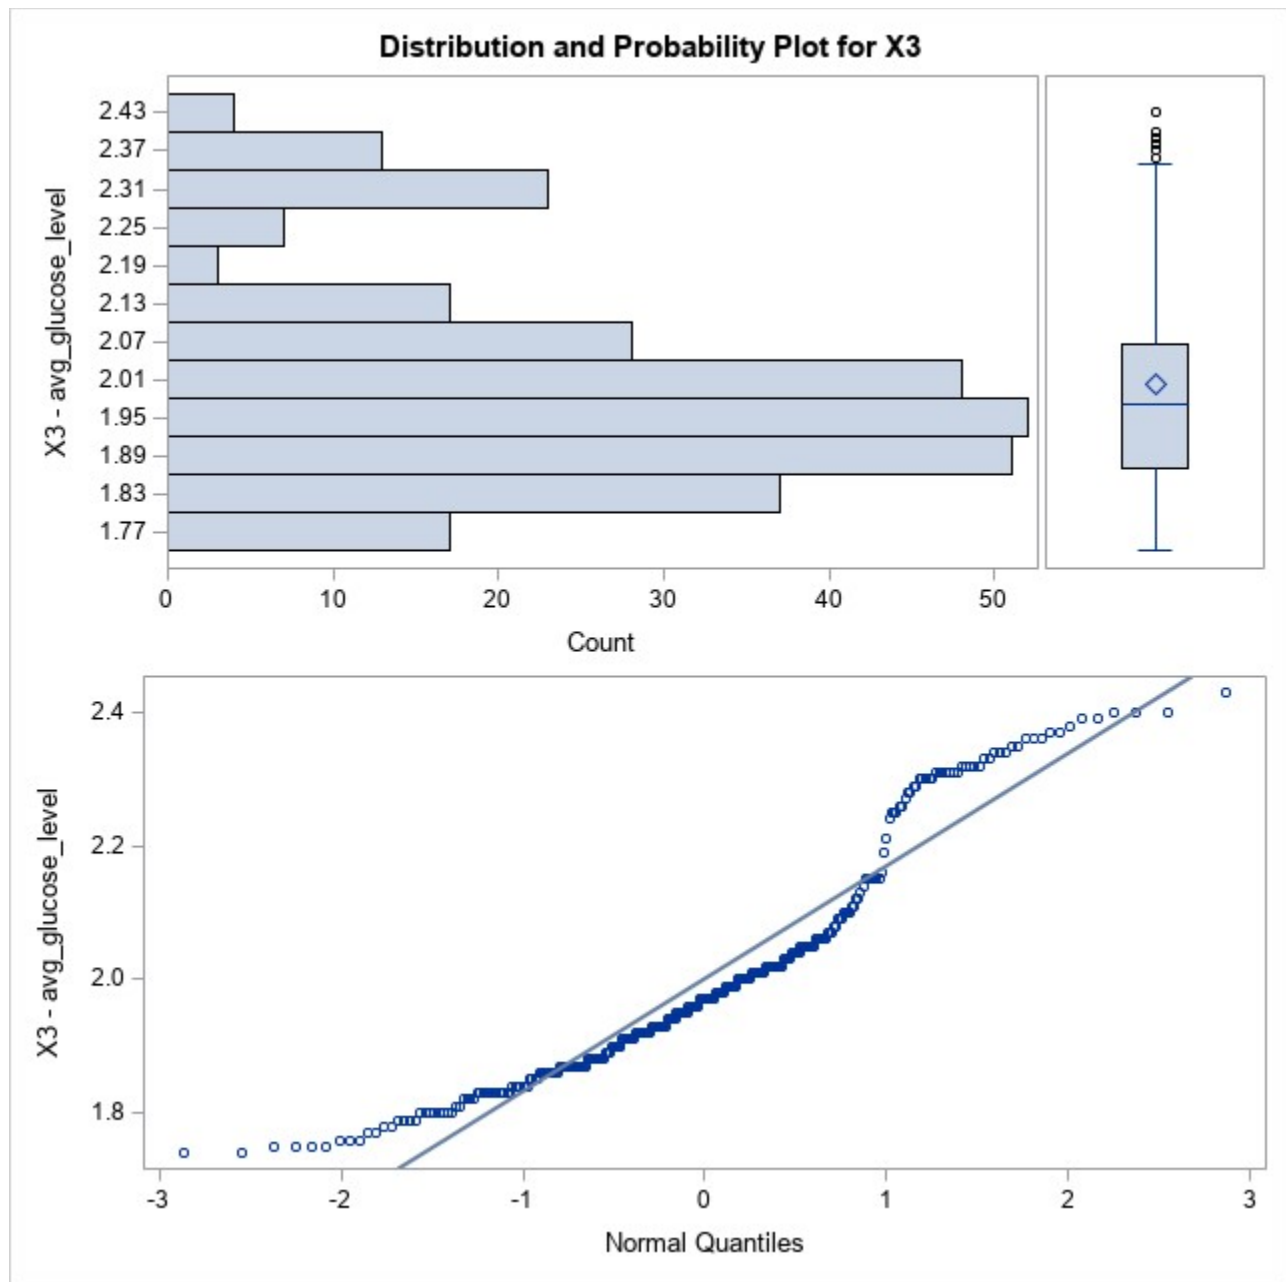 Distribution and Probability Plot for X3
X3 - avg_glucose_level
2.43
2.37
2.31
2.25
2.19
2.13
2.07
2.01
1.95
1.89
1.83
1.77
0 10 20 30 40 50
Count
X3 - avg_glucose_level
2.4
2.2
2.0
1.8
-3 -2 -1 0 1 2 3
Normal Quantiles